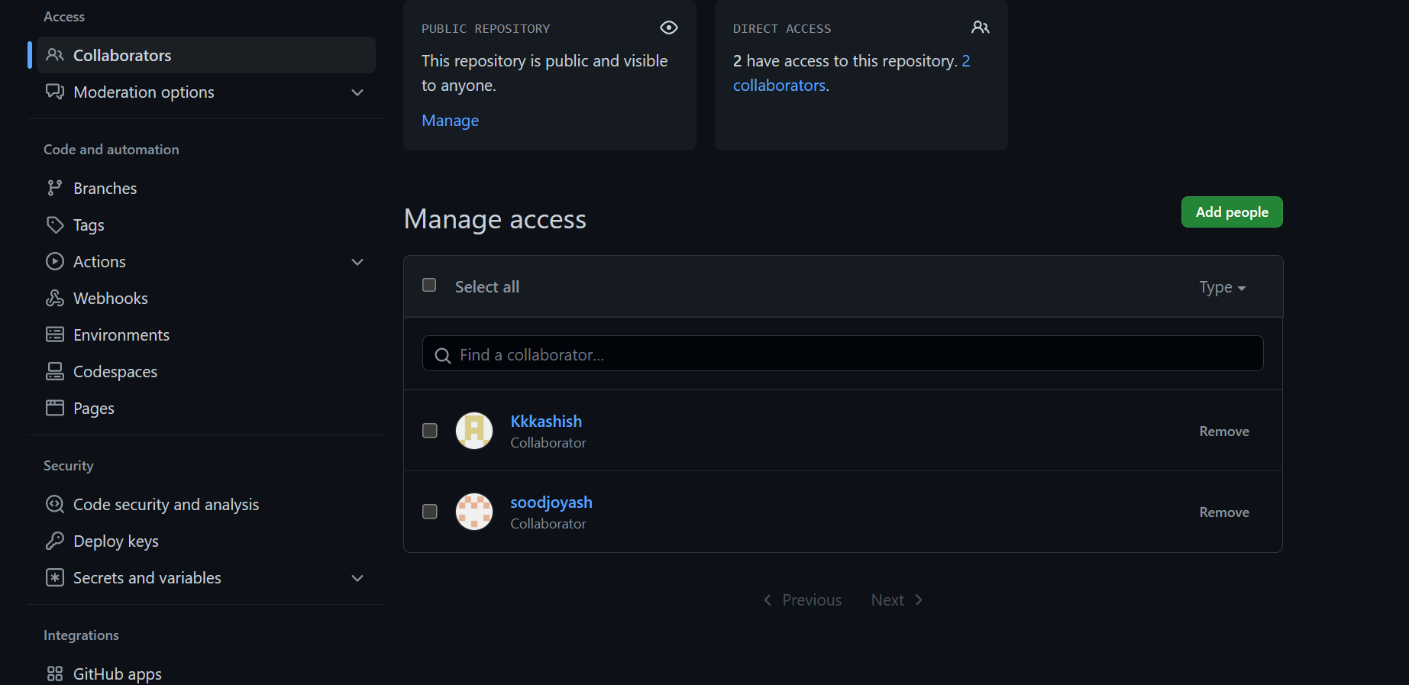 Access
Collaborators
Moderation options
Code and automation
Branches
Tags
Actions
Webhooks
Environments
Codespaces
Pages
Security
Code security and analysis
Deploy keys
Secrets and variables
Integrations
GitHub apps
PUBLIC REPOSITORY
This repository is public and visible
to anyone.
Manage
DIRECT ACCESS
2 have access to this repository. 2
collaborators.
Manage access
Add people
Select all
Type
Find a collaborator...
Kkkashish
Collaborator
Remove
soodjoyash
Collaborator
Remove
Previous
Next